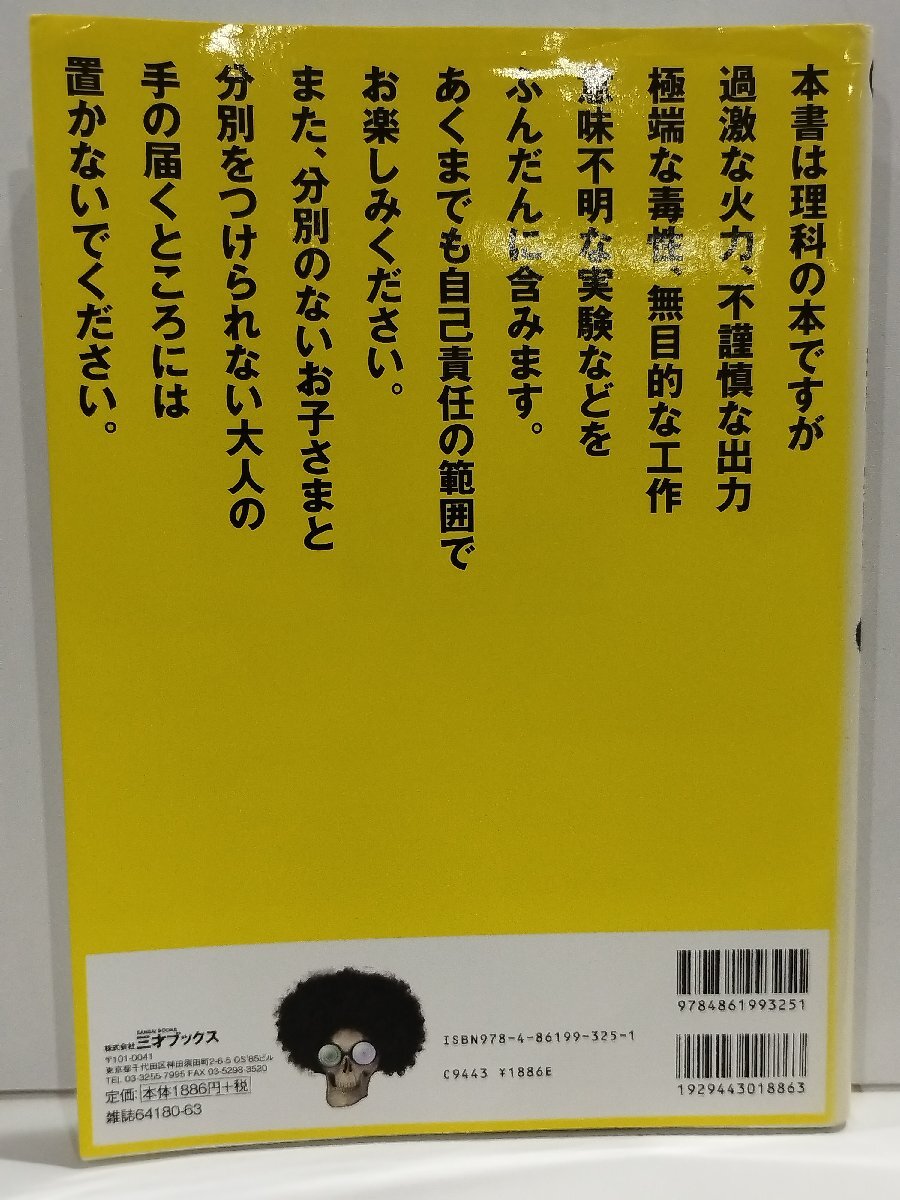 本書は理科の本ですが
過激な火力、不謹慎な出力
極端な毒性、無目的な工作
意味不明な実験などを
ふんだんに含みます。
あくまでも自己責任の範囲で
お楽しみください。
また、分別のないお子さまと
分別をつけられない大人の
手の届くところには
置かないでください。
SANSAI BOOKS
株式会社 三才ブックス
〒101-0041
東京都千代田区神田須田町2-6-5 OS'85ビル
TEL 03-3255-7995 FAX 03-5298-3520
定価:本体1886円+税
雑誌64180-63
ISBN978-4-86199-325-1
C9443 ¥1886E
9784861993251
1929443018863